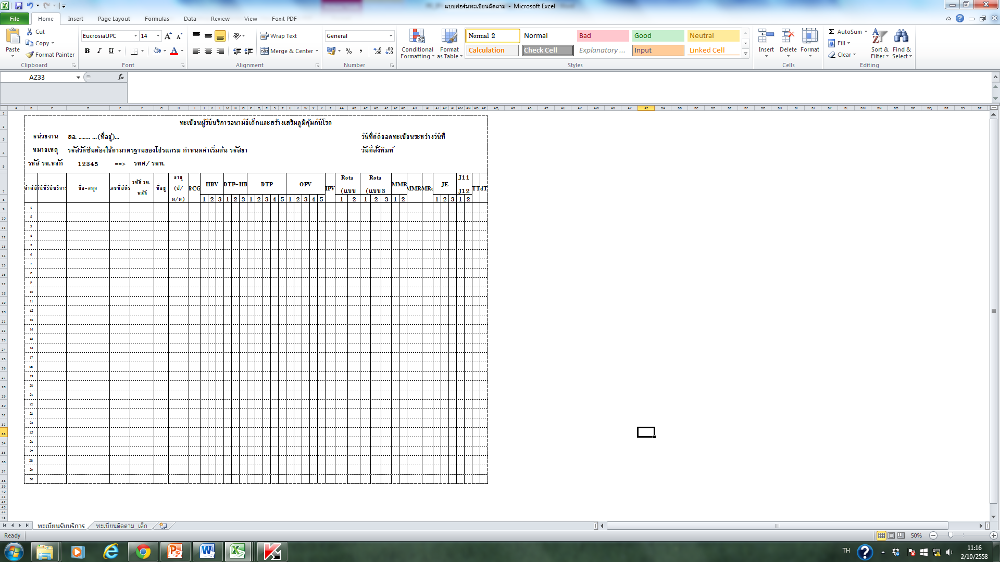 แบบฟอร์มทะเบียนติดตาม - Microsoft Excel
File Home Insert Page Layout Formulas Data Review View Foxit PDF
Paste Cut Copy Format Painter Clipboard
EucrosiaUPC 14 B I U Font
Wrap Text Merge & Center Alignment
General % , Number
Conditional Formatting Format as Table
Normal 2 Normal Bad Good Neutral
Calculation Check Cell Explanatory ... Input Linked Cell
Styles
Insert Delete Format Cells
AutoSum Fill Clear Sort & Filter Find & Select Editing
AZ33 fx
A B C D E F G H I J K L M N O P Q R S T U V W X Y Z AA AB AC AD AE AF AG AH AI AJ AK AL AM AN AO AP AQ AR AS AT AU AV AW AX AY AZ BA BB BC BD BE BF BG BH BI BJ BK BL BM BN BO BP BQ BR BS BT
ทะเบียนผู้รับบริการอนามัยเด็กและสร้างเสริมภูมิคุ้มกันโรค
หน่วยงาน สอ. ........ ... (ที่อยู่)... วันที่ตัดยอดทะเบียนระหว่างวันที่
หมายเหตุ รหัสวัคซีนต้องใช้ตามาตรฐานของโปรแกรม กำหนดค่าเริ่มต้น รหัสยา วันที่สั่งพิมพ์
รหัส รพ.หลัก 12345 ==> รพศ/ รพท.
ชื่อ-สกุล รหัส รพ. หลัก ที่อยู่ อายุ (ป/ ด/ด) BCG HBV DTP-HB DTP OPV IPV Rota (แบบ Rota (แบบ 3 MMR MMR JE J11 J12 TT dT
1 2 3 1 2 3 1 2 3 4 5 1 2 3 4 5 1 2 1 2 3 1 2 1 2 3 1 2
1
2
3
4
5
6
7
8
9
10
11
12
13
14
15
16
17
18
19
20
21
22
23
24
25
26
27
28
29
30
ทะเบียนรับบริการ ทะเบียนติดตาม_เด็ก
Ready 50%
TH 11:16
2/10/2558